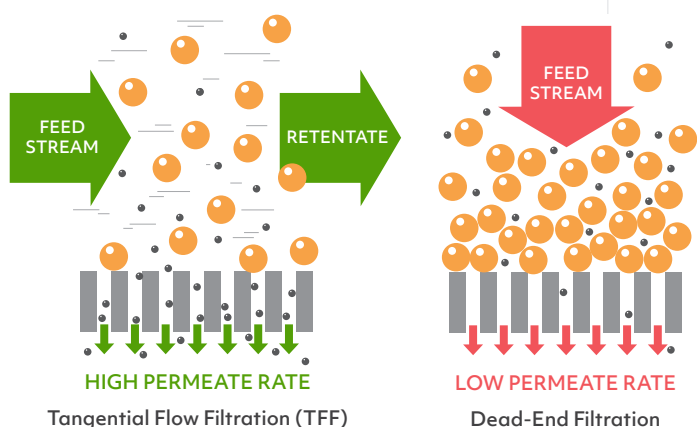 FEED
STREAM
RETENTATE
HIGH PERMEATE RATE
Tangential Flow Filtration (TFF)
FEED
STREAM
LOW PERMEATE RATE
Dead-End Filtration